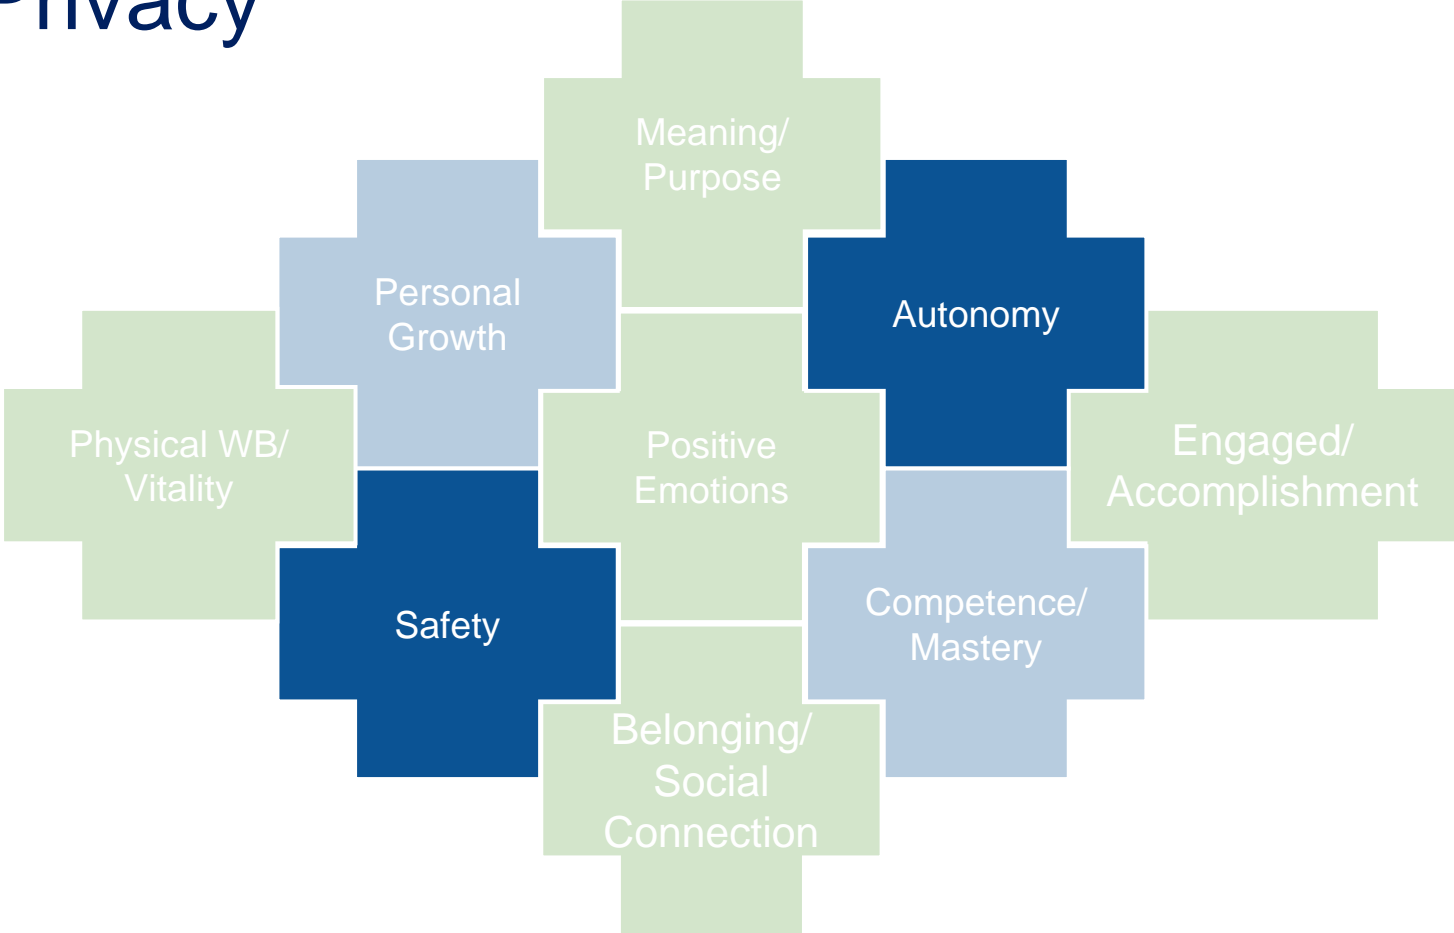 Privacy
Meaning/
Purpose
Personal
Growth
Autonomy
Physical WB/
Vitality
Positive
Emotions
Engaged/
Accomplishment
Safety
Competence/
Mastery
Belonging/
Social
Connection